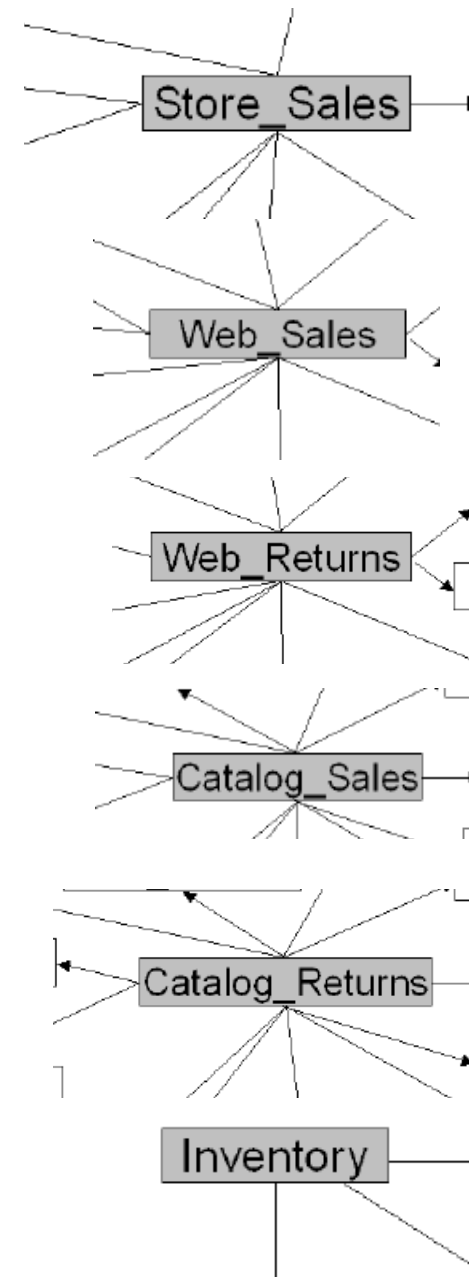 Store_Sales
Web_Sales
Web_Returns
Catalog_Sales
Catalog_Returns
Inventory